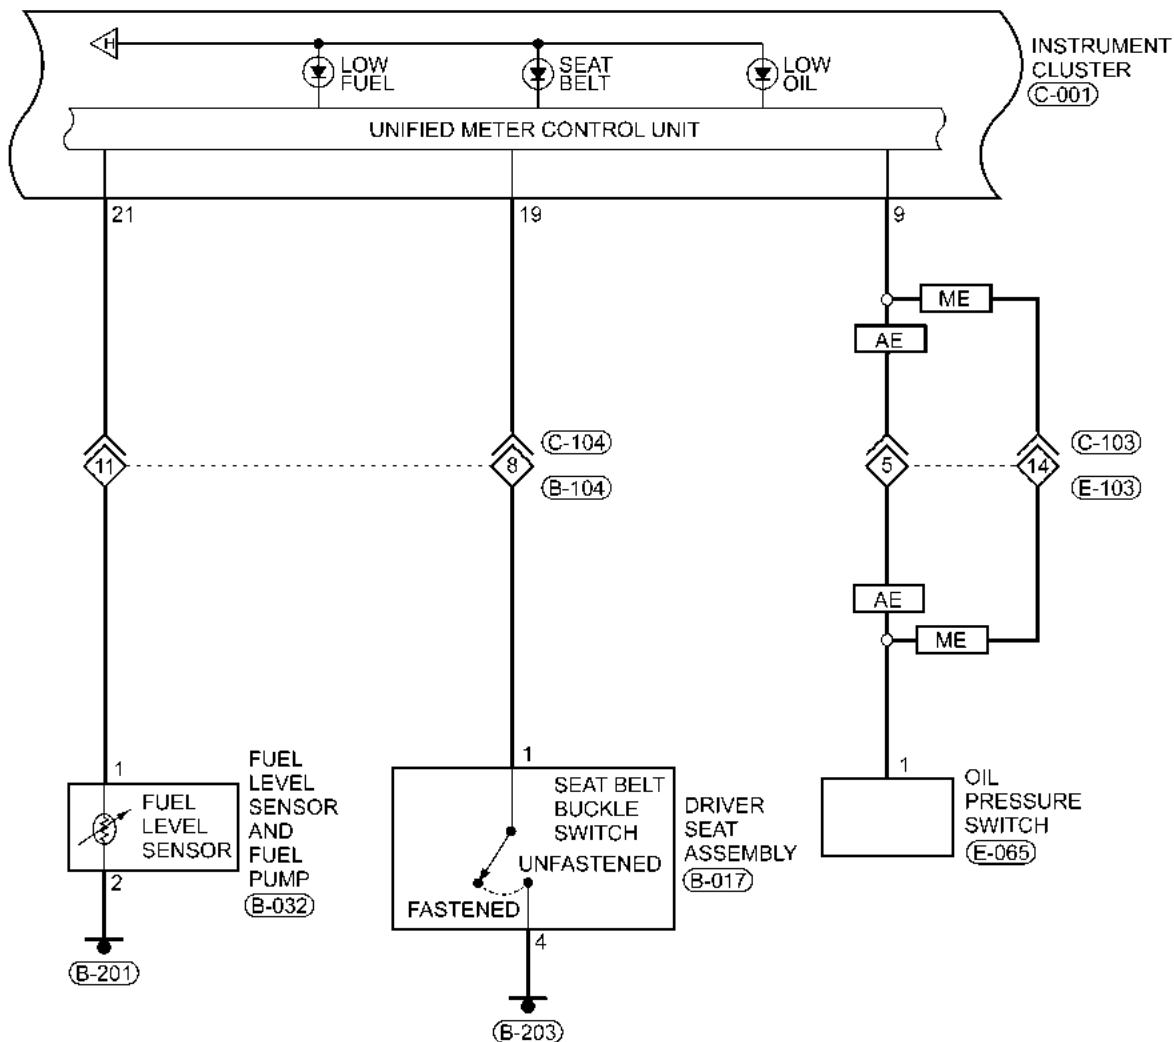 H
LOW
FUEL
SEAT
BELT
LOW
OIL
INSTRUMENT
CLUSTER
C-001
UNIFIED METER CONTROL UNIT
21
19
9
ME
AE
11
8
C-104
B-104
5
14
C-103
E-103
AE
ME
1
FUEL
LEVEL
SENSOR
FUEL
LEVEL
SENSOR
AND
FUEL
PUMP
B-032
2
B-201
1
SEAT BELT
BUCKLE
SWITCH
UNFASTENED
FASTENED
DRIVER
SEAT
ASSEMBLY
B-017
4
B-203
1
OIL
PRESSURE
SWITCH
E-065